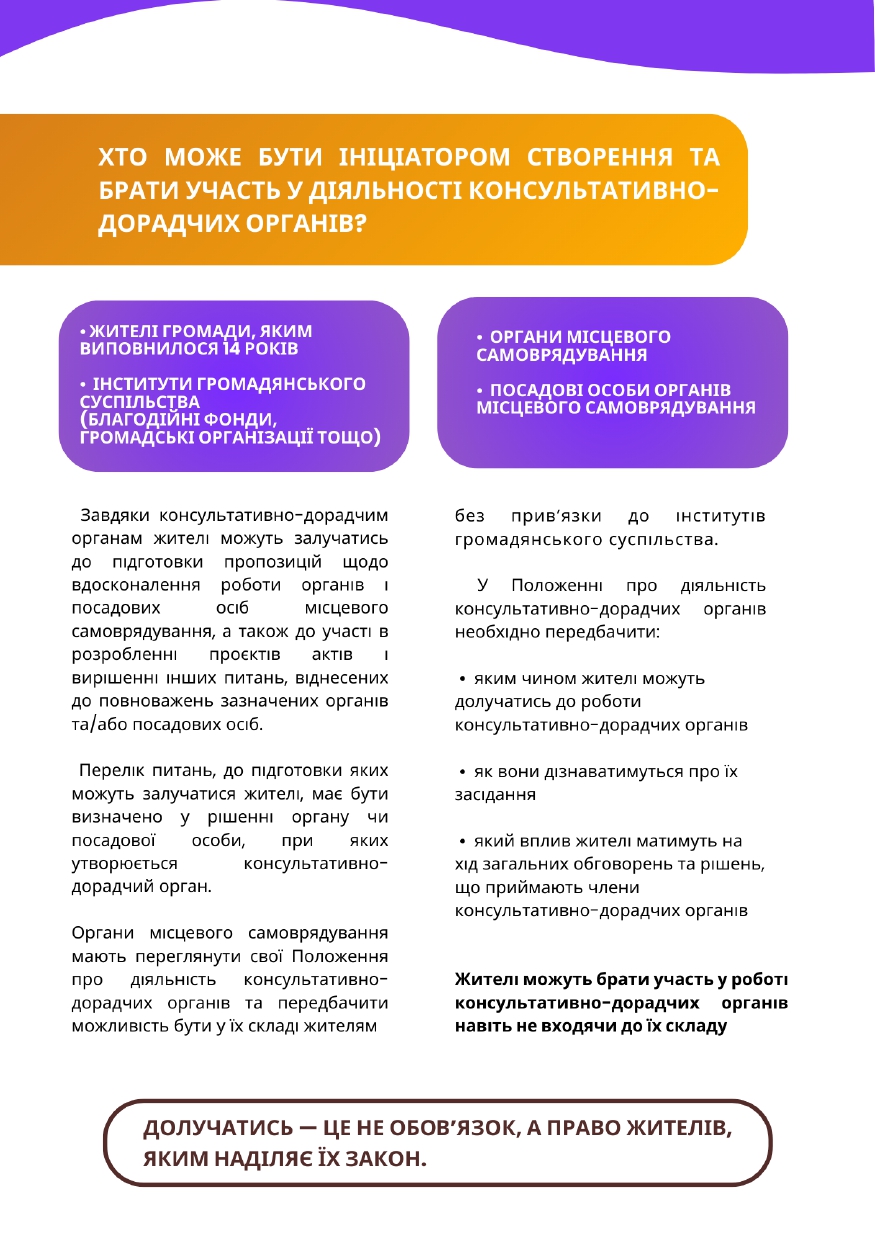 ХТО МОЖЕ БУТИ ІНІЦІАТОРОМ СТВОРЕННЯ ТА
БРАТИ УЧАСТЬ У ДІЯЛЬНОСТІ КОНСУЛЬТАТИВНО-
ДОРАДЧИХ ОРГАНІВ?
• ЖИТЕЛІ ГРОМАДИ, ЯКИМ
ВИПОВНИЛОСЯ 14 РОКІВ
• ІНСТИТУТИ ГРОМАДЯНСЬКОГО
СУСПІЛЬСТВА
(БЛАГОДІЙНІ ФОНДИ,
ГРОМАДСЬКІ ОРГАНІЗАЦІЇ ТОЩО)
• ОРГАНИ МІСЦЕВОГО
САМОВРЯДУВАННЯ
• ПОСАДОВІ ОСОБИ ОРГАНІВ
МІСЦЕВОГО САМОВРЯДУВАННЯ
Завдяки консультативно-дорадчим
органам жителі можуть залучатись
до підготовки пропозицій щодо
вдосконалення роботи органів і
посадових осіб місцевого
самоврядування, а також до участі в
розробленні проєктів актів і
вирішенні інших питань, віднесених
до повноважень зазначених органів
та/або посадових осіб.
Перелік питань, до підготовки яких
можуть залучатися жителі, має бути
визначено у рішенні органу чи
посадової особи, при яких
утворюється консультативно-
дорадчий орган.
Органи місцевого самоврядування
мають переглянути свої Положення
про діяльність консультативно-
дорадчих органів та передбачити
можливість бути у їх складі жителям
без прив’язки до інститутів
громадянського суспільства.
У Положенні про діяльність
консультативно-дорадчих органів
необхідно передбачити:
• яким чином жителі можуть
долучатись до роботи
консультативно-дорадчих органів
• як вони дізнаватимуться про їх
засідання
• який вплив жителі матимуть на
хід загальних обговорень та рішень,
що приймають члени
консультативно-дорадчих органів
Жителі можуть брати участь у роботі
консультативно-дорадчих органів
навіть не входячи до їх складу
ДОЛУЧАТИСЬ — ЦЕ НЕ ОБОВ’ЯЗОК, А ПРАВО ЖИТЕЛІВ,
ЯКИМ НАДІЛЯЄ ЇХ ЗАКОН.